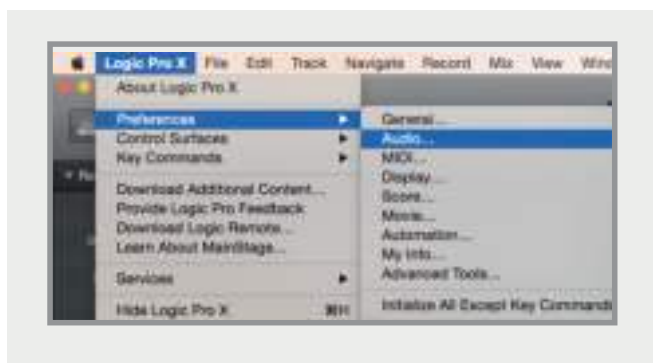 Logic Pro X File Edit Track Navigate Record Mix View
About Logic Pro X
Preferences
Control Surfaces
Key Commands
Download Additional Content...
Provide Logic Pro Feedback
Download Logic Remote...
Learn About MainStage...
Services
Hide Logic Pro X ⌘H
General...
Audio...
MIDI...
Display...
Score...
Movie...
Automation...
My Info...
Advanced Tools...
Initialize All Except Key Commands